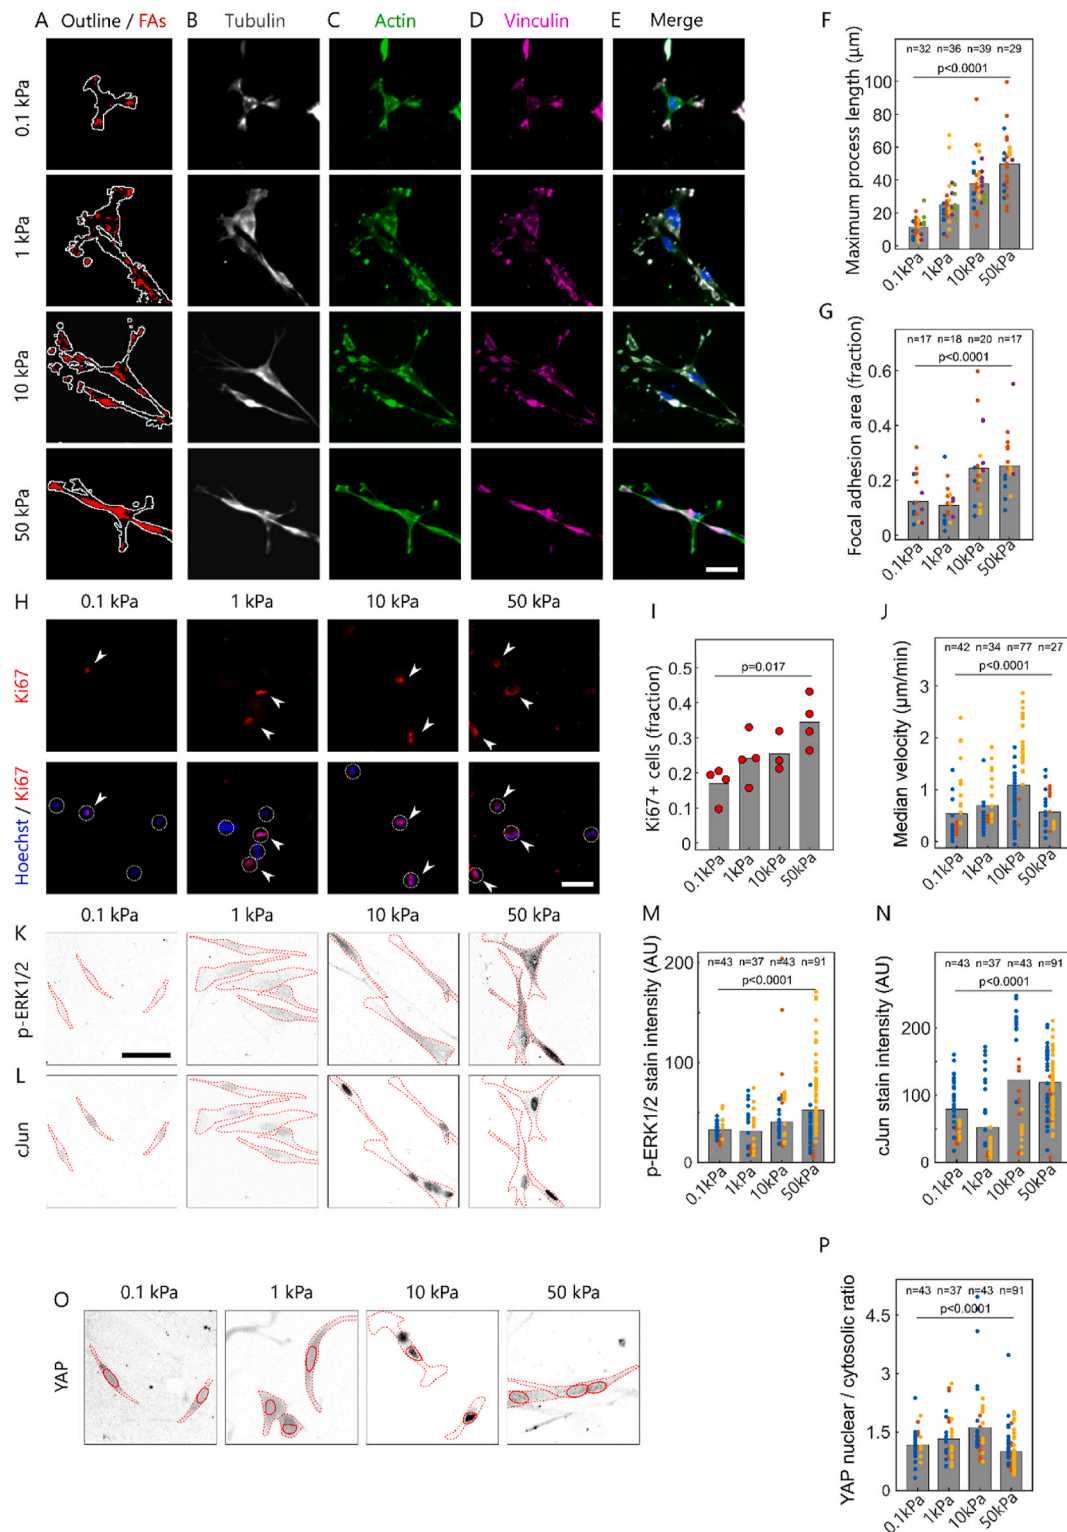 A Outline / FAs B Tubulin C Actin D Vinculin E Merge
0.1 kPa
1 kPa
10 kPa
50 kPa
F
Maximum process length (µm)
n=32 n=36 n=39 n=29
p<0.0001
100
80
60
40
20
0
0.1kPa 1kPa 10kPa 50kPa
G
Focal adhesion area (fraction)
n=17 n=18 n=20 n=17
p<0.0001
0.6
0.4
0.2
0
0.1kPa 1kPa 10kPa 50kPa
H 0.1 kPa 1 kPa 10 kPa 50 kPa
Ki67
Hoechst / Ki67
I
Ki67+ cells (fraction)
p=0.017
0.5
0.4
0.3
0.2
0.1
0
0.1kPa 1kPa 10kPa 50kPa
J
Median velocity (µm/min)
n=42 n=34 n=77 n=27
p<0.0001
3
2
1
0
0.1kPa 1kPa 10kPa 50kPa
0.1 kPa 1 kPa 10 kPa 50 kPa
K
p-ERK1/2
L
cJun
M
p-ERK1/2 stain intensity (AU)
200
n=43 n=37 n=43 n=91
p<0.0001
100
50
0
0.1kPa 1kPa 10kPa 50kPa
N
cJun stain intensity (AU)
n=43 n=37 n=43 n=91
p<0.0001
200
100
0
0.1kPa 1kPa 10kPa 50kPa
O 0.1 kPa 1 kPa 10 kPa 50 kPa
YAP
P
YAP nuclear / cytosolic ratio
n=43 n=37 n=43 n=91
p<0.0001
4.5
3
1.5
0
0.1kPa 1kPa 10kPa 50kPa